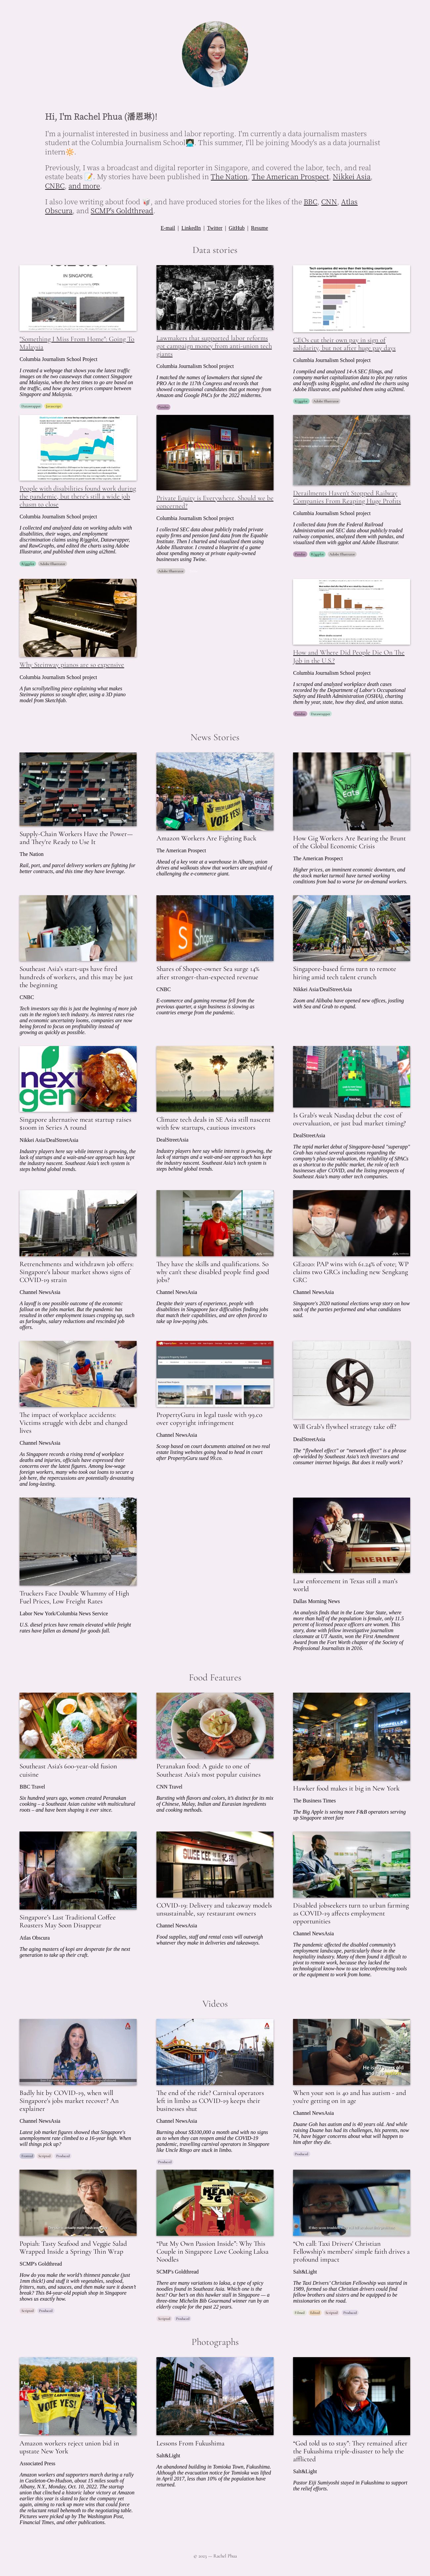 Hi, I'm Rachel Phua (潘恩琳)!
I'm a journalist interested in business and labor reporting. I'm currently a data journalism masters
student at the Columbia Journalism School👩🏻‍💻. This summer, I'll be joining Moody's as a data journalist
intern🔆.
Previously, I was a broadcast and digital reporter in Singapore, and covered the labor, tech, and real
estate beats 📝. My stories have been published in The Nation, The American Prospect, Nikkei Asia,
CNBC, and more.
I also love writing about food 🥡, and have produced stories for the likes of the BBC, CNN, Atlas
Obscura, and SCMP's Goldthread.
E-mail | LinkedIn | Twitter | GitHub | Resume
Data stories
IN SINGAPORE
"Something I Miss From Home": Going To
Malaysia
Columbia Journalism School Project
I created a webpage that shows you the latest traffic
images on the two causeways that connect Singapore
and Malaysia, when the best times to go are based on
the traffic, and how grocery prices compare between
Singapore and Malaysia.
Datawrapper Javascript
Lawmakers that supported labor reforms
got campaign money from anti-union tech
giants
Columbia Journalism School project
I matched the names of lawmakers that signed the
PRO Act in the 117th Congress and records that
showed congressional candidates that got money from
Amazon and Google PACs for the 2022 midterms.
Pandas
CEOs cut their own pay in sign of
solidarity, but not after huge pay days
Columbia Journalism School project
I compiled and analyzed 14-A SEC filings, and
company market capitalization data to find pay ratios
and layoffs using R/ggplot, and edited the charts using
Adobe Illustrator, and published them using ai2html.
R/ggplot Adobe Illustrator
People with disabilities found work during
the pandemic, but there's still a wide job
chasm to close
Columbia Journalism School project
I collected and analyzed data on working adults with
disabilities, their wages, and employment
discrimination claims using R/ggplot, Datawrapper,
and RawGraphs. I edited the charts using Adobe
Illustrator, and published them using ai2html.
R/ggplot Adobe Illustrator
Private Equity is Everywhere. Should we be
concerned?
Columbia Journalism School project
I collected SEC data about publicly traded private
equity firms and pension fund data from the Equable
Institute. Then I charted and visualized them using
Adobe Illustrator. I created a blueprint of a game
about spending money at private equity-owned
businesses using Twine.
Adobe Illustrator
Derailments Haven't Stopped Railway
Companies From Reaping Huge Profits
Columbia Journalism School project
I collected data from the Federal Railroad
Administration and SEC data about publicly traded
railway companies, analyzed them with pandas, and
visualized them with ggplot and Adobe Illustrator.
Pandas R/ggplot Adobe Illustrator
Why Steinway pianos are so expensive
Columbia Journalism School project
A fun scrollytelling piece explaining what makes
Steinway pianos so sought after, using a 3D piano
model from Sketchfab.
How and Where Did People Die On The
Job in the U.S.?
Columbia Journalism School project
I scraped and analyzed workplace death cases
recorded by the Department of Labor's Occupational
Safety and Health Administration (OSHA), charting
them by year, state, how they died, and union status.
Pandas Datawrapper
News Stories
Supply-Chain Workers Have the Power—
and They're Ready to Use It
The Nation
Rail, port, and parcel delivery workers are fighting for
better contracts, and this time they have leverage.
VOTE YES!
Amazon Workers Are Fighting Back
The American Prospect
Ahead of a key vote at a warehouse in Albany, union
drives and walkouts show that workers are unafraid of
challenging the e-commerce giant.
Eats
How Gig Workers Are Bearing the Brunt
of the Global Economic Crisis
The American Prospect
Higher prices, an imminent economic downturn, and
the stock market turmoil have turned working
conditions from bad to worse for on-demand workers.
Southeast Asia's start-ups have fired
hundreds of workers, and this may be just
the beginning
CNBC
Tech investors say this is just the beginning of more job
cuts in the region's tech industry. As interest rates rise
and economic uncertainty looms, companies are now
being forced to focus on profitability instead of
growing as quickly as possible.
Shopee
Shares of Shopee-owner Sea surge 14%
after stronger-than-expected revenue
CNBC
E-commerce and gaming revenue fell from the
previous quarter, a sign business is slowing as
countries emerge from the pandemic.
Singapore-based firms turn to remote
hiring amid tech talent crunch
Nikkei Asia/DealStreetAsia
Zoom and Alibaba have opened new offices, jostling
with Sea and Grab to expand.
next
gen
Singapore alternative meat startup raises
$100m in Series A round
Nikkei Asia/DealStreetAsia
Industry players here say while interest is growing, the
lack of startups and a wait-and-see approach has kept
the industry nascent. Southeast Asia's tech system is
steps behind global trends.
Climate tech deals in SE Asia still nascent
with few startups, cautious investors
DealStreetAsia
Industry players here say while interest is growing, the
lack of startups and a wait-and-see approach has kept
the industry nascent. Southeast Asia's tech system is
steps behind global trends.
Is Grab's weak Nasdaq debut the cost of
overvaluation, or just bad market timing?
DealStreetAsia
The tepid market debut of Singapore-based "superapp"
Grab has raised several questions regarding the
company's plus-size valuation, the reliability of SPACs
as a shortcut to the public market, the role of tech
businesses after COVID, and the listing prospects of
Southeast Asia's many other tech companies.
Retrenchments and withdrawn job offers:
Singapore's labour market shows signs of
COVID-19 strain
Channel NewsAsia
A layoff is one possible outcome of the economic
fallout as the job creation. But the pandemic has
resulted in other employment issues cropping up, such
as furloughs, salary reductions and rescinded job
offers.
They have the skills and qualifications. So
why can't these disabled people find good
jobs?
Channel NewsAsia
Despite their years of experience, people with
disabilities in Singapore face difficulties finding jobs
that match their capabilities, and are often forced to
take up low-paying jobs.
GE2020: PAP wins with 61.24% of vote; WP
claims two GRCs including new Sengkang
GRC
Channel NewsAsia
Singapore's 2020 national elections wrap story on how
each of the parties performed and what candidates
said.
The impact of workplace accidents:
Victims struggle with debt and changed
lives
Channel NewsAsia
As Singapore records a rising trend of workplace
deaths and injuries, officials have expressed their
concerns over the latest figures. Among low-wage
foreign workers, many who took out loans to secure a
job here, the repercussions are potentially devastating
and long-lasting.
PropertyGuru in legal tussle with 99.co
over copyright infringement
Channel NewsAsia
Scoop based on court documents attained on two real
estate listing websites going head to head in court
after PropertyGuru sued 99.co.
Will Grab's flywheel strategy take off?
DealStreetAsia
The "flywheel effect" or "network effect" is a phrase
oft-wielded by Southeast Asia's tech investors and
consumer internet bigwigs. But does it really work?
Truckers Face Double Whammy of High
Fuel Prices, Low Freight Rates
Labor New York/Columbia News Service
U.S. diesel prices have remain elevated while freight
rates have fallen as demand for goods fall.
SHERIFF
Law enforcement in Texas still a man's
world
Dallas Morning News
An analysis finds that in the Lone Star State, where
more than half of the population is female, only 11.5
percent of licensed peace officers are women. This
story, done with fellow investigative journalism
classmate at UT Austin, won the First Amendment
Award from the Fort Worth chapter of the Society of
Professional Journalists in 2016.
Food Features
Southeast Asia's 600-year-old fusion
cuisine
BBC Travel
Six hundred years ago, women created Peranakan
cooking – a Southeast Asian cuisine with multicultural
roots – and have been shaping it ever since.
Peranakan food: A guide to one of
Southeast Asia's most popular cuisines
CNN Travel
Bursting with flavors and colors, it's distinct for its mix
of Chinese, Malay, Indian and Eurasian ingredients
and cooking methods.
Hawker food makes it big in New York
The Business Times
The Big Apple is seeing more F&B operators serving
up Singapore street fare
Singapore's Last Traditional Coffee
Roasters May Soon Disappear
Atlas Obscura
The aging masters of kopi are desperate for the next
generation to take up their craft.
COVID-19: Delivery and takeaway models
unsustainable, say restaurant owners
Channel NewsAsia
Food supplies, staff and rental costs will outweigh
whatever they make in deliveries and takeaways.
Disabled jobseekers turn to urban farming
as COVID-19 affects employment
opportunities
Channel NewsAsia
The pandemic affected the disabled community's
employment landscape, particularly those in the
hospitality industry. Many of them found it difficult to
pivot to remote work, because they lacked the
technological know-how to use teleconferencing tools
or the equipment to work from home.
Videos
Badly hit by COVID-19, when will
Singapore's jobs market recover? An
explainer
Channel NewsAsia
Latest job market figures showed that Singapore's
unemployment rate climbed to a 16-year high. When
will things pick up?
Featured Scripted Produced
The end of the ride? Carnival operators
left in limbo as COVID-19 keeps their
businesses shut
Channel NewsAsia
Burning about S$100,000 a month and with no signs
as to when they can reopen amid the COVID-19
pandemic, traveling carnival operators in Singapore
like Uncle Ringo are in limbo.
Produced
When your son is 40 and has autism - and
you're getting on in age
Channel NewsAsia
Duane Goh has autism and is 40 years old. And while
raising Duane has had its challenges, his parents, now
74, have bigger concerns about what will happen to
him after they die.
Produced
Popiah: Tasty Seafood and Veggie Salad
Wrapped Inside a Springy Thin Wrap
SCMP's Goldthread
How do you make the world's thinnest pancake (just
1mm thick!) and stuff it with vegetables, seafood,
fritters, nuts, and sauces, and then make sure it doesn't
break? This 84-year-old popiah shop in Singapore
shows us exactly how.
Scripted Produced
"Put My Own Passion Inside": Why This
Couple in Singapore Love Cooking Laksa
Noodles
SCMP's Goldthread
There are many variations to laksa, a type of spicy
noodles found in Southeast Asia. Which one is the
best? Our bet's on this hawker stall in Singapore — a
three-time Michelin Bib Gourmand winner run by an
elderly couple for the past 22 years.
Scripted Produced
"On call: Taxi Drivers' Christian
Fellowship's members' simple faith drives a
profound impact
Salt&Light
The Taxi Drivers' Christian Fellowship was started in
1989, formed so that Christian drivers could find
fellow brothers and sisters and be equipped to be
missionaries on the road.
Filmed Edited Scripted Produced
Photographs
VOTE YES!
Amazon workers reject union bid in
upstate New York
Associated Press
Amazon workers and supporters march during a rally
in Castleton-On-Hudson, about 15 miles south of
Albany, N.Y., Monday, Oct. 10, 2022. The startup
union that clinched a historic labor victory at Amazon
earlier this year is slated to face the company yet
again, aiming to rack up more wins that could force
the reluctant retail behemoth to the negotiating table.
Pictures were picked up by The Washington Post,
Financial Times, and other publications.
Lessons From Fukushima
Salt&Light
An abandoned building in Tomioka Town, Fukushima.
Although the evacuation notice for Tomioka was lifted
in April 2017, less than 10% of the population have
returned.
"God told us to stay": They remained after
the Fukushima triple-disaster to help the
afflicted
Salt&Light
Pastor Eiji Sumiyoshi stayed in Fukushima to support
the relief efforts.
© 2023 — Rachel Phua